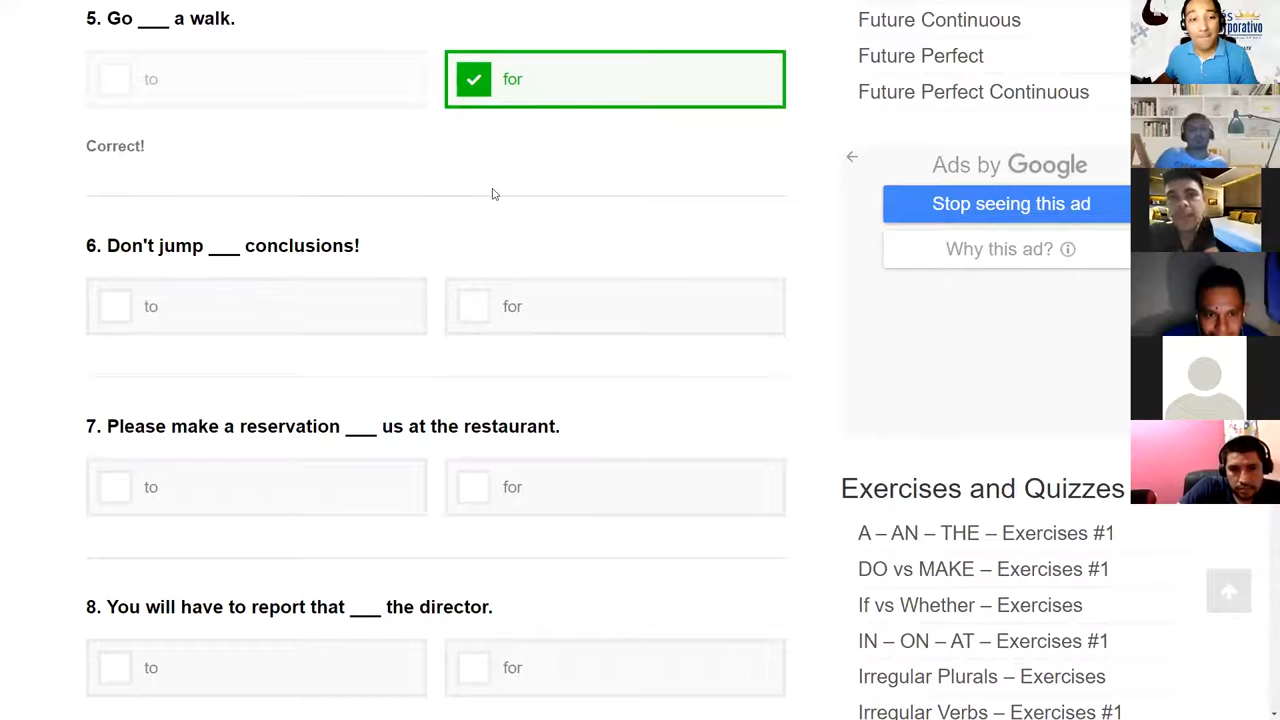 5. Go ___ a walk.
to
for
Correct!
6. Don't jump ___ conclusions!
to
for
7. Please make a reservation ___ us at the restaurant.
to
for
8. You will have to report that ___ the director.
to
for
Future Continuous
Future Perfect
Future Perfect Continuous
Ads by Google
Stop seeing this ad
Why this ad?
Exercises and Quizzes
A – AN – THE – Exercises #1
DO vs MAKE – Exercises #1
If vs Whether – Exercises
IN – ON – AT – Exercises #1
Irregular Plurals – Exercises
Irregular Verbs – Exercises #1